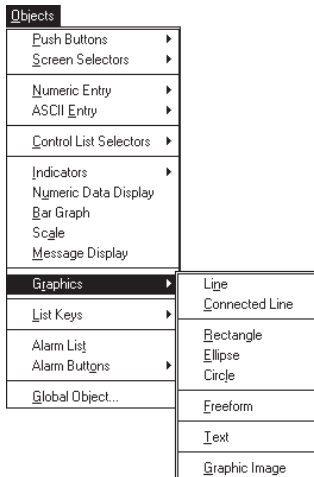 Objects
Push Buttons
Screen Selectors
Numeric Entry
ASCII Entry
Control List Selectors
Indicators
Numeric Data Display
Bar Graph
Scale
Message Display
Graphics
List Keys
Alarm List
Alarm Buttons
Global Object...
Line
Connected Line
Rectangle
Ellipse
Circle
Freeform
Text
Graphic Image